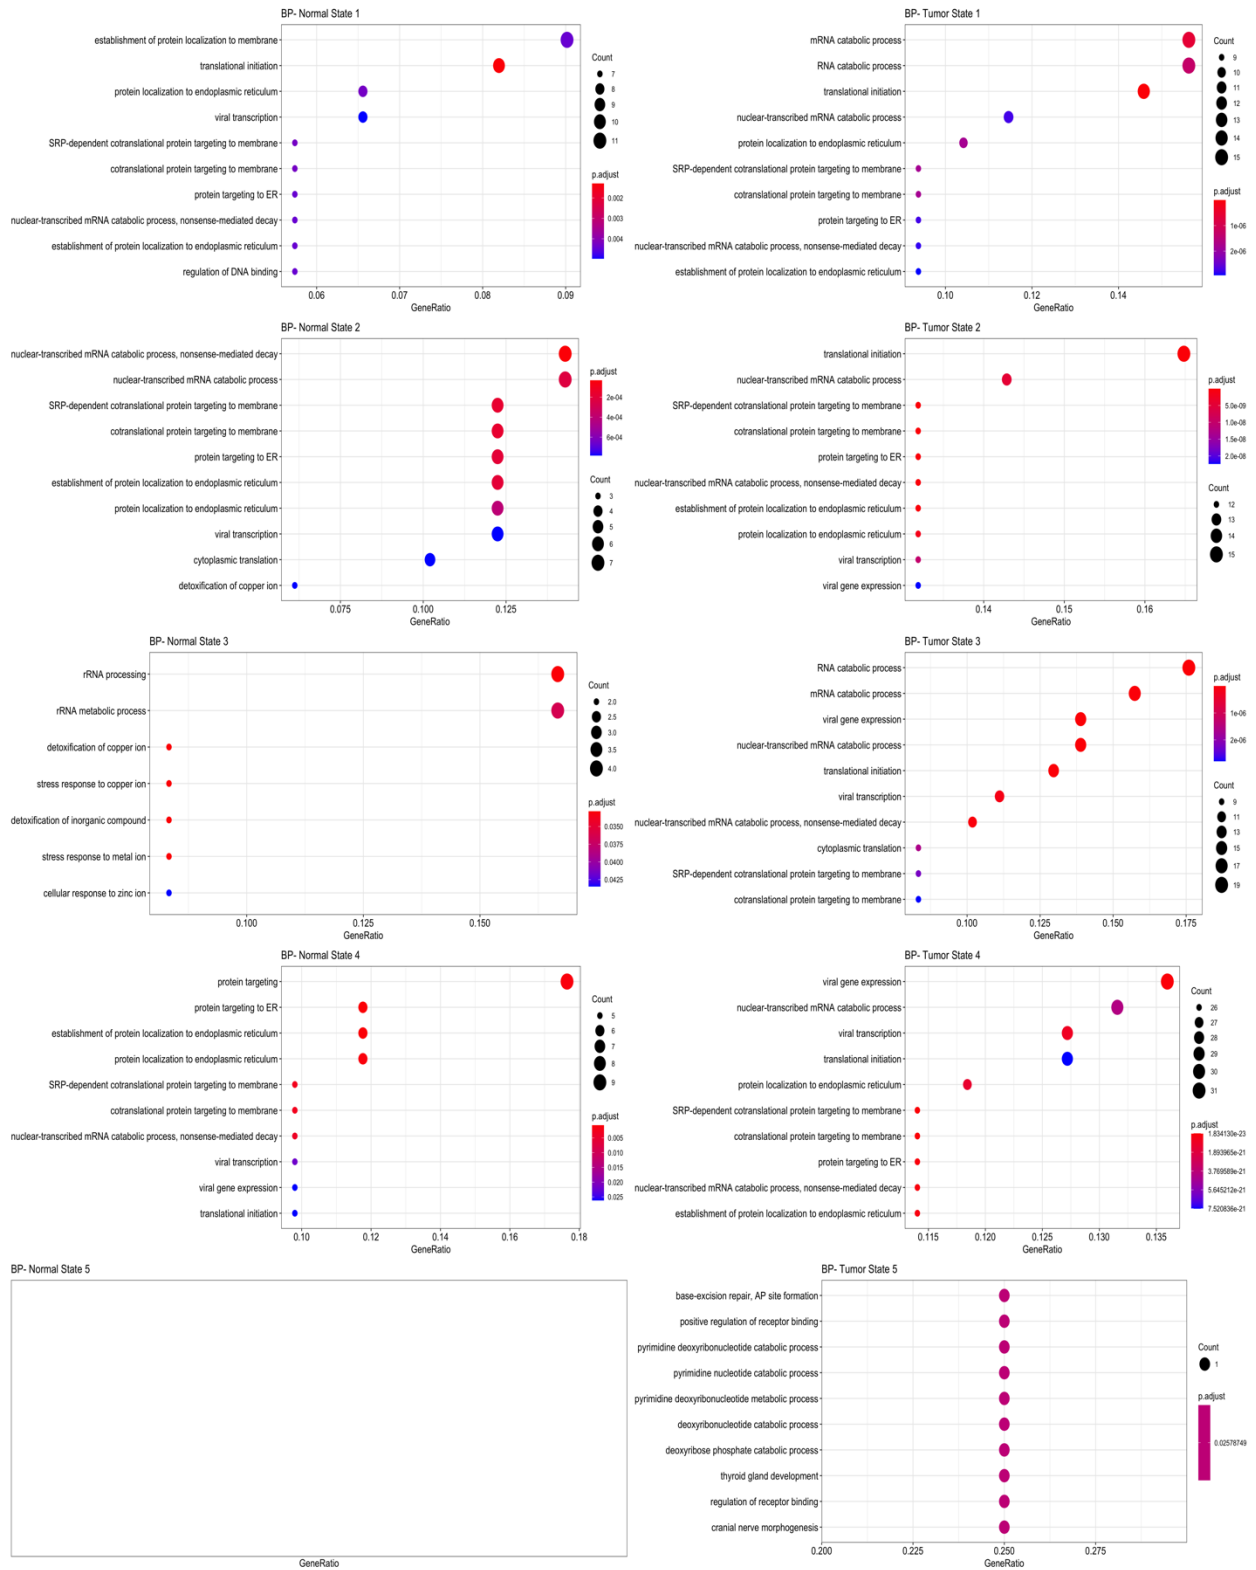 BP- Normal State 1
establishment of protein localization to membrane
translational initiation
protein localization to endoplasmic reticulum
viral transcription
SRP-dependent cotranslational protein targeting to membrane
cotranslational protein targeting to membrane
protein targeting to ER
nuclear-transcribed mRNA catabolic process, nonsense-mediated decay
establishment of protein localization to endoplasmic reticulum
regulation of DNA binding
0.06 0.07 0.08 0.09
GeneRatio
Count
7
8
9
10
11
p.adjust
0.002
0.003
0.004
BP- Tumor State 1
mRNA catabolic process
RNA catabolic process
translational initiation
nuclear-transcribed mRNA catabolic process
protein localization to endoplasmic reticulum
SRP-dependent cotranslational protein targeting to membrane
cotranslational protein targeting to membrane
protein targeting to ER
nuclear-transcribed mRNA catabolic process, nonsense-mediated decay
establishment of protein localization to endoplasmic reticulum
0.10 0.12 0.14
GeneRatio
Count
9
10
11
12
13
14
15
p.adjust
1e-06
2e-06
BP- Normal State 2
nuclear-transcribed mRNA catabolic process, nonsense-mediated decay
nuclear-transcribed mRNA catabolic process
SRP-dependent cotranslational protein targeting to membrane
cotranslational protein targeting to membrane
protein targeting to ER
establishment of protein localization to endoplasmic reticulum
protein localization to endoplasmic reticulum
viral transcription
cytoplasmic translation
detoxification of copper ion
0.075 0.100 0.125
GeneRatio
p.adjust
2e-04
4e-04
6e-04
Count
3
4
5
6
7
BP- Tumor State 2
translational initiation
nuclear-transcribed mRNA catabolic process
SRP-dependent cotranslational protein targeting to membrane
cotranslational protein targeting to membrane
protein targeting to ER
nuclear-transcribed mRNA catabolic process, nonsense-mediated decay
establishment of protein localization to endoplasmic reticulum
protein localization to endoplasmic reticulum
viral transcription
viral gene expression
0.14 0.15 0.16
GeneRatio
p.adjust
5.0e-09
1.0e-08
1.5e-08
2.0e-08
Count
12
13
14
15
BP- Normal State 3
rRNA processing
rRNA metabolic process
detoxification of copper ion
stress response to copper ion
detoxification of inorganic compound
stress response to metal ion
cellular response to zinc ion
0.100 0.125 0.150
GeneRatio
Count
2.0
2.5
3.0
3.5
4.0
p.adjust
0.0350
0.0375
0.0400
0.0425
BP- Tumor State 3
RNA catabolic process
mRNA catabolic process
viral gene expression
nuclear-transcribed mRNA catabolic process
translational initiation
viral transcription
nuclear-transcribed mRNA catabolic process, nonsense-mediated decay
cytoplasmic translation
SRP-dependent cotranslational protein targeting to membrane
cotranslational protein targeting to membrane
0.100 0.125 0.150 0.175
GeneRatio
p.adjust
1e-06
2e-06
Count
9
11
13
15
17
19
BP- Normal State 4
protein targeting
protein targeting to ER
establishment of protein localization to endoplasmic reticulum
protein localization to endoplasmic reticulum
SRP-dependent cotranslational protein targeting to membrane
cotranslational protein targeting to membrane
nuclear-transcribed mRNA catabolic process, nonsense-mediated decay
viral transcription
viral gene expression
translational initiation
0.10 0.12 0.14 0.16 0.18
GeneRatio
Count
5
6
7
8
9
p.adjust
0.005
0.010
0.015
0.020
0.025
BP- Tumor State 4
viral gene expression
nuclear-transcribed mRNA catabolic process
viral transcription
translational initiation
protein localization to endoplasmic reticulum
SRP-dependent cotranslational protein targeting to membrane
cotranslational protein targeting to membrane
protein targeting to ER
nuclear-transcribed mRNA catabolic process, nonsense-mediated decay
establishment of protein localization to endoplasmic reticulum
0.115 0.120 0.125 0.130 0.135
GeneRatio
Count
26
27
28
29
30
31
p.adjust
1.834130e-23
1.893965e-21
3.769589e-21
5.645212e-21
7.520836e-21
BP- Normal State 5
GeneRatio
BP- Tumor State 5
base-excision repair, AP site formation
positive regulation of receptor binding
pyrimidine deoxyribonucleotide catabolic process
pyrimidine nucleotide catabolic process
pyrimidine deoxyribonucleotide metabolic process
deoxyribonucleotide catabolic process
deoxyribose phosphate catabolic process
thyroid gland development
regulation of receptor binding
cranial nerve morphogenesis
0.200 0.225 0.250 0.275
GeneRatio
Count
1
p.adjust
0.02578749